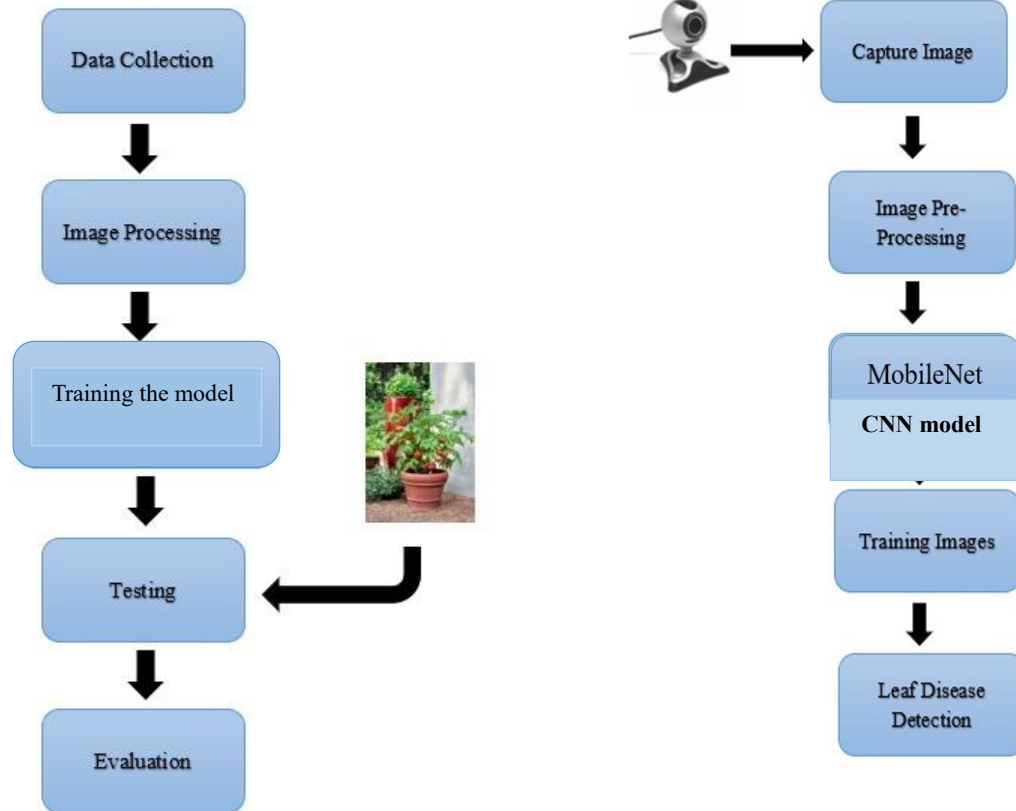 Data Collection
Image Processing
Training the model
Testing
Evaluation
Capture Image
Image Pre-
Processing
MobileNet
CNN model
Training Images
Leaf Disease
Detection